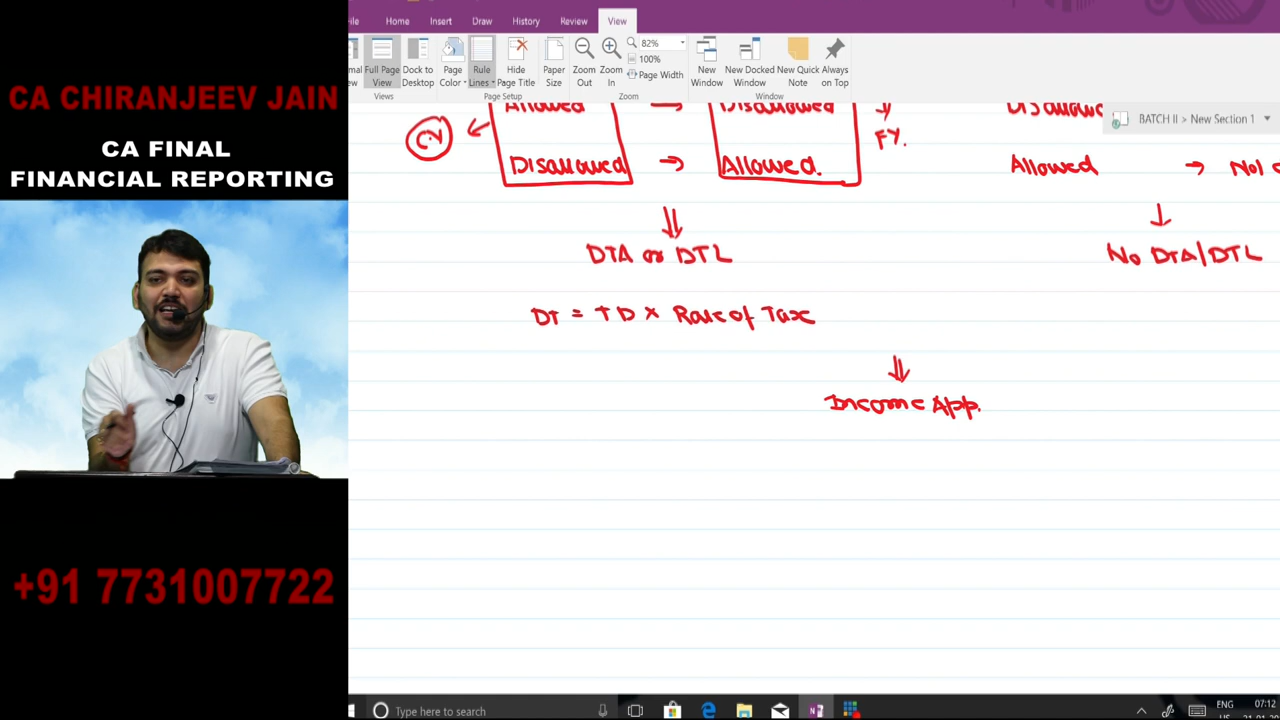 CA CHIRANJEEV JAIN
CA FINAL
FINANCIAL REPORTING
+91 7731007722
Home Insert Draw History Review View
Full Page View
Dock to Desktop
Views
Page Color
Rule Lines
Hide Page Title
Paper Size
Page Setup
Zoom Out
Zoom In
82%
100%
Page Width
Zoom
New Window
New Docked Window
New Quick Note
Always on Top
Window
BATCH II > New Section 1
Allowed → Disallowed
CY FY.
Disallowed → Allowed.
Allowed →
DTA or DTL
No DTA/DTL
DT = TD × Rate of Tax
Income App.
Type here to search
ENG
07:12